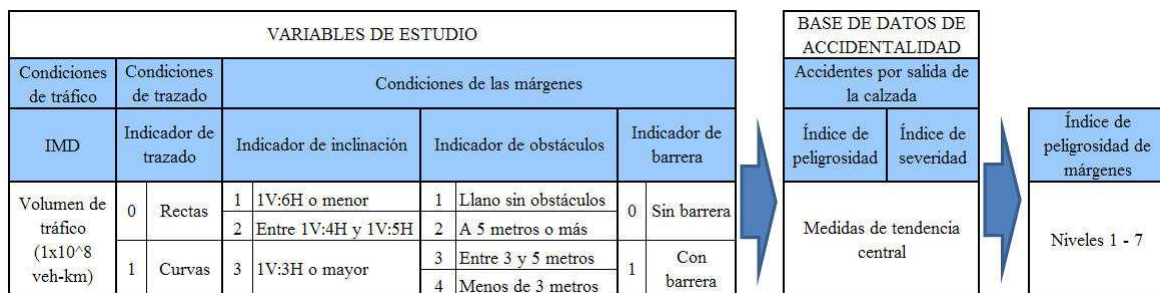 VARIABLES DE ESTUDIO
Condiciones de tráfico
Condiciones de trazado
Condiciones de las márgenes
IMD
Indicador de trazado
Indicador de inclinación
Indicador de obstáculos
Indicador de barrera
Volumen de tráfico (1x10^8 veh-km)
0 Rectas
1 Curvas
1 1V:6H o menor
2 Entre 1V:4H y 1V:5H
3 1V:3H o mayor
1 Llano sin obstáculos
2 A 5 metros o más
3 Entre 3 y 5 metros
4 Menos de 3 metros
0 Sin barrera
1 Con barrera
BASE DE DATOS DE ACCIDENTALIDAD
Accidentes por salida de la calzada
Índice de peligrosidad
Índice de severidad
Medidas de tendencia central
Índice de peligrosidad de márgenes
Niveles 1 - 7